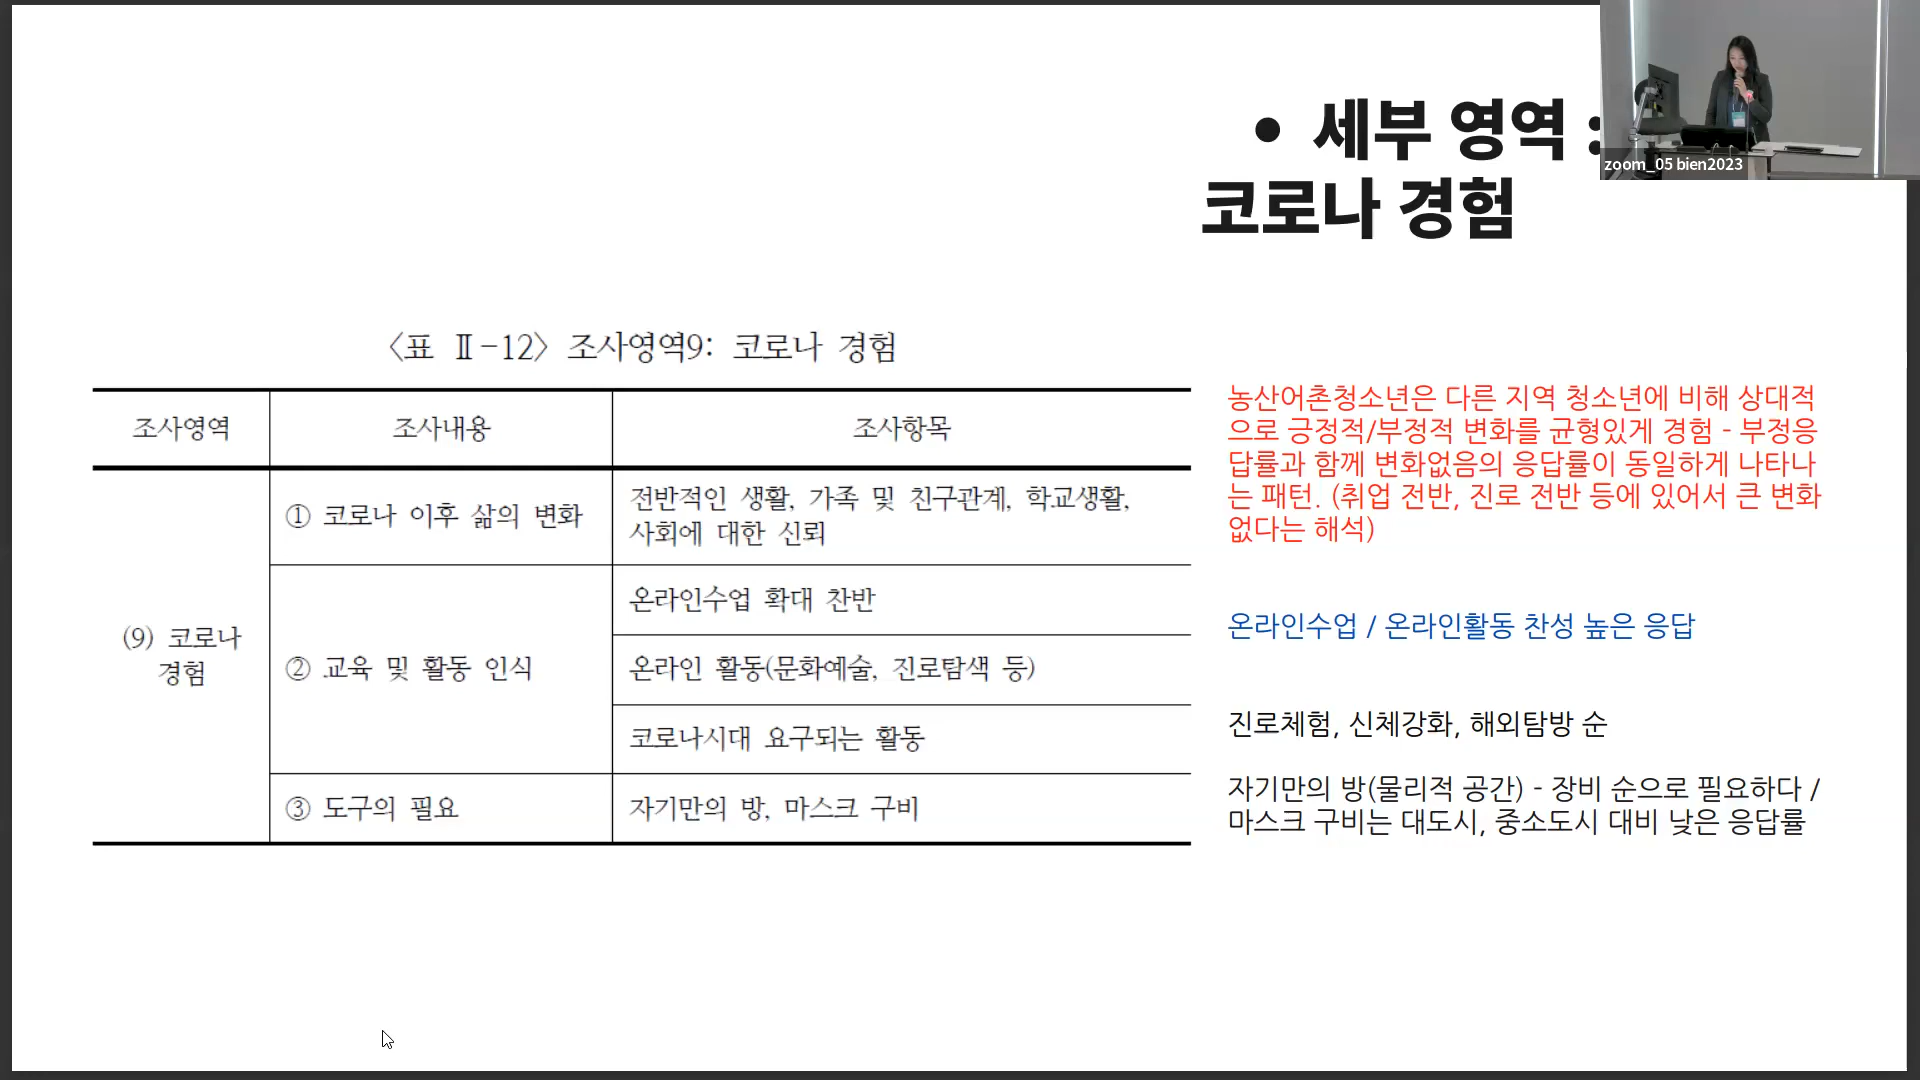 • 세부 영역 :
코로나 경험
zoom_05 bien2023
〈표 Ⅱ-12〉 조사영역9: 코로나 경험
조사영역
조사내용
조사항목
(9) 코로나
경험
① 코로나 이후 삶의 변화
전반적인 생활, 가족 및 친구관계, 학교생활,
사회에 대한 신뢰
② 교육 및 활동 인식
온라인수업 확대 찬반
온라인 활동(문화예술, 진로탐색 등)
코로나시대 요구되는 활동
③ 도구의 필요
자기만의 방, 마스크 구비
농산어촌청소년은 다른 지역 청소년에 비해 상대적
으로 긍정적/부정적 변화를 균형있게 경험 - 부정응
답률과 함께 변화없음의 응답률이 동일하게 나타나
는 패턴. (취업 전반, 진로 전반 등에 있어서 큰 변화
없다는 해석)
온라인수업 / 온라인활동 찬성 높은 응답
진로체험, 신체강화, 해외탐방 순
자기만의 방(물리적 공간) - 장비 순으로 필요하다 /
마스크 구비는 대도시, 중소도시 대비 낮은 응답률